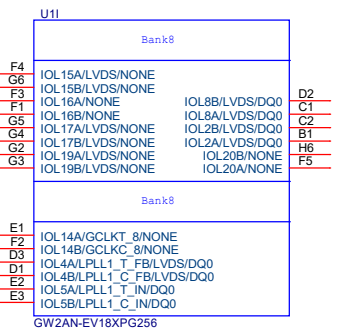 U1I
Bank8
F4 IOL15A/LVDS/NONE
G6 IOL15B/LVDS/NONE
F3 IOL16A/NONE IOL8B/LVDS/DQ0 D2
F1 IOL16B/NONE IOL8A/LVDS/DQ0 C1
G5 IOL17A/LVDS/NONE IOL2B/LVDS/DQ0 C2
G4 IOL17B/LVDS/NONE IOL2A/LVDS/DQ0 B1
G2 IOL19A/LVDS/NONE IOL20B/NONE H6
G3 IOL19B/LVDS/NONE IOL20A/NONE F5
Bank8
E1 IOL14A/GCLKT_8/NONE
F2 IOL14B/GCLKC_8/NONE
D3 IOL4A/LPLL1_T_FB/LVDS/DQ0
D1 IOL4B/LPLL1_C_FB/LVDS/DQ0
E2 IOL5A/LPLL1_T_IN/DQ0
E3 IOL5B/LPLL1_C_IN/DQ0
GW2AN-EV18XPG256